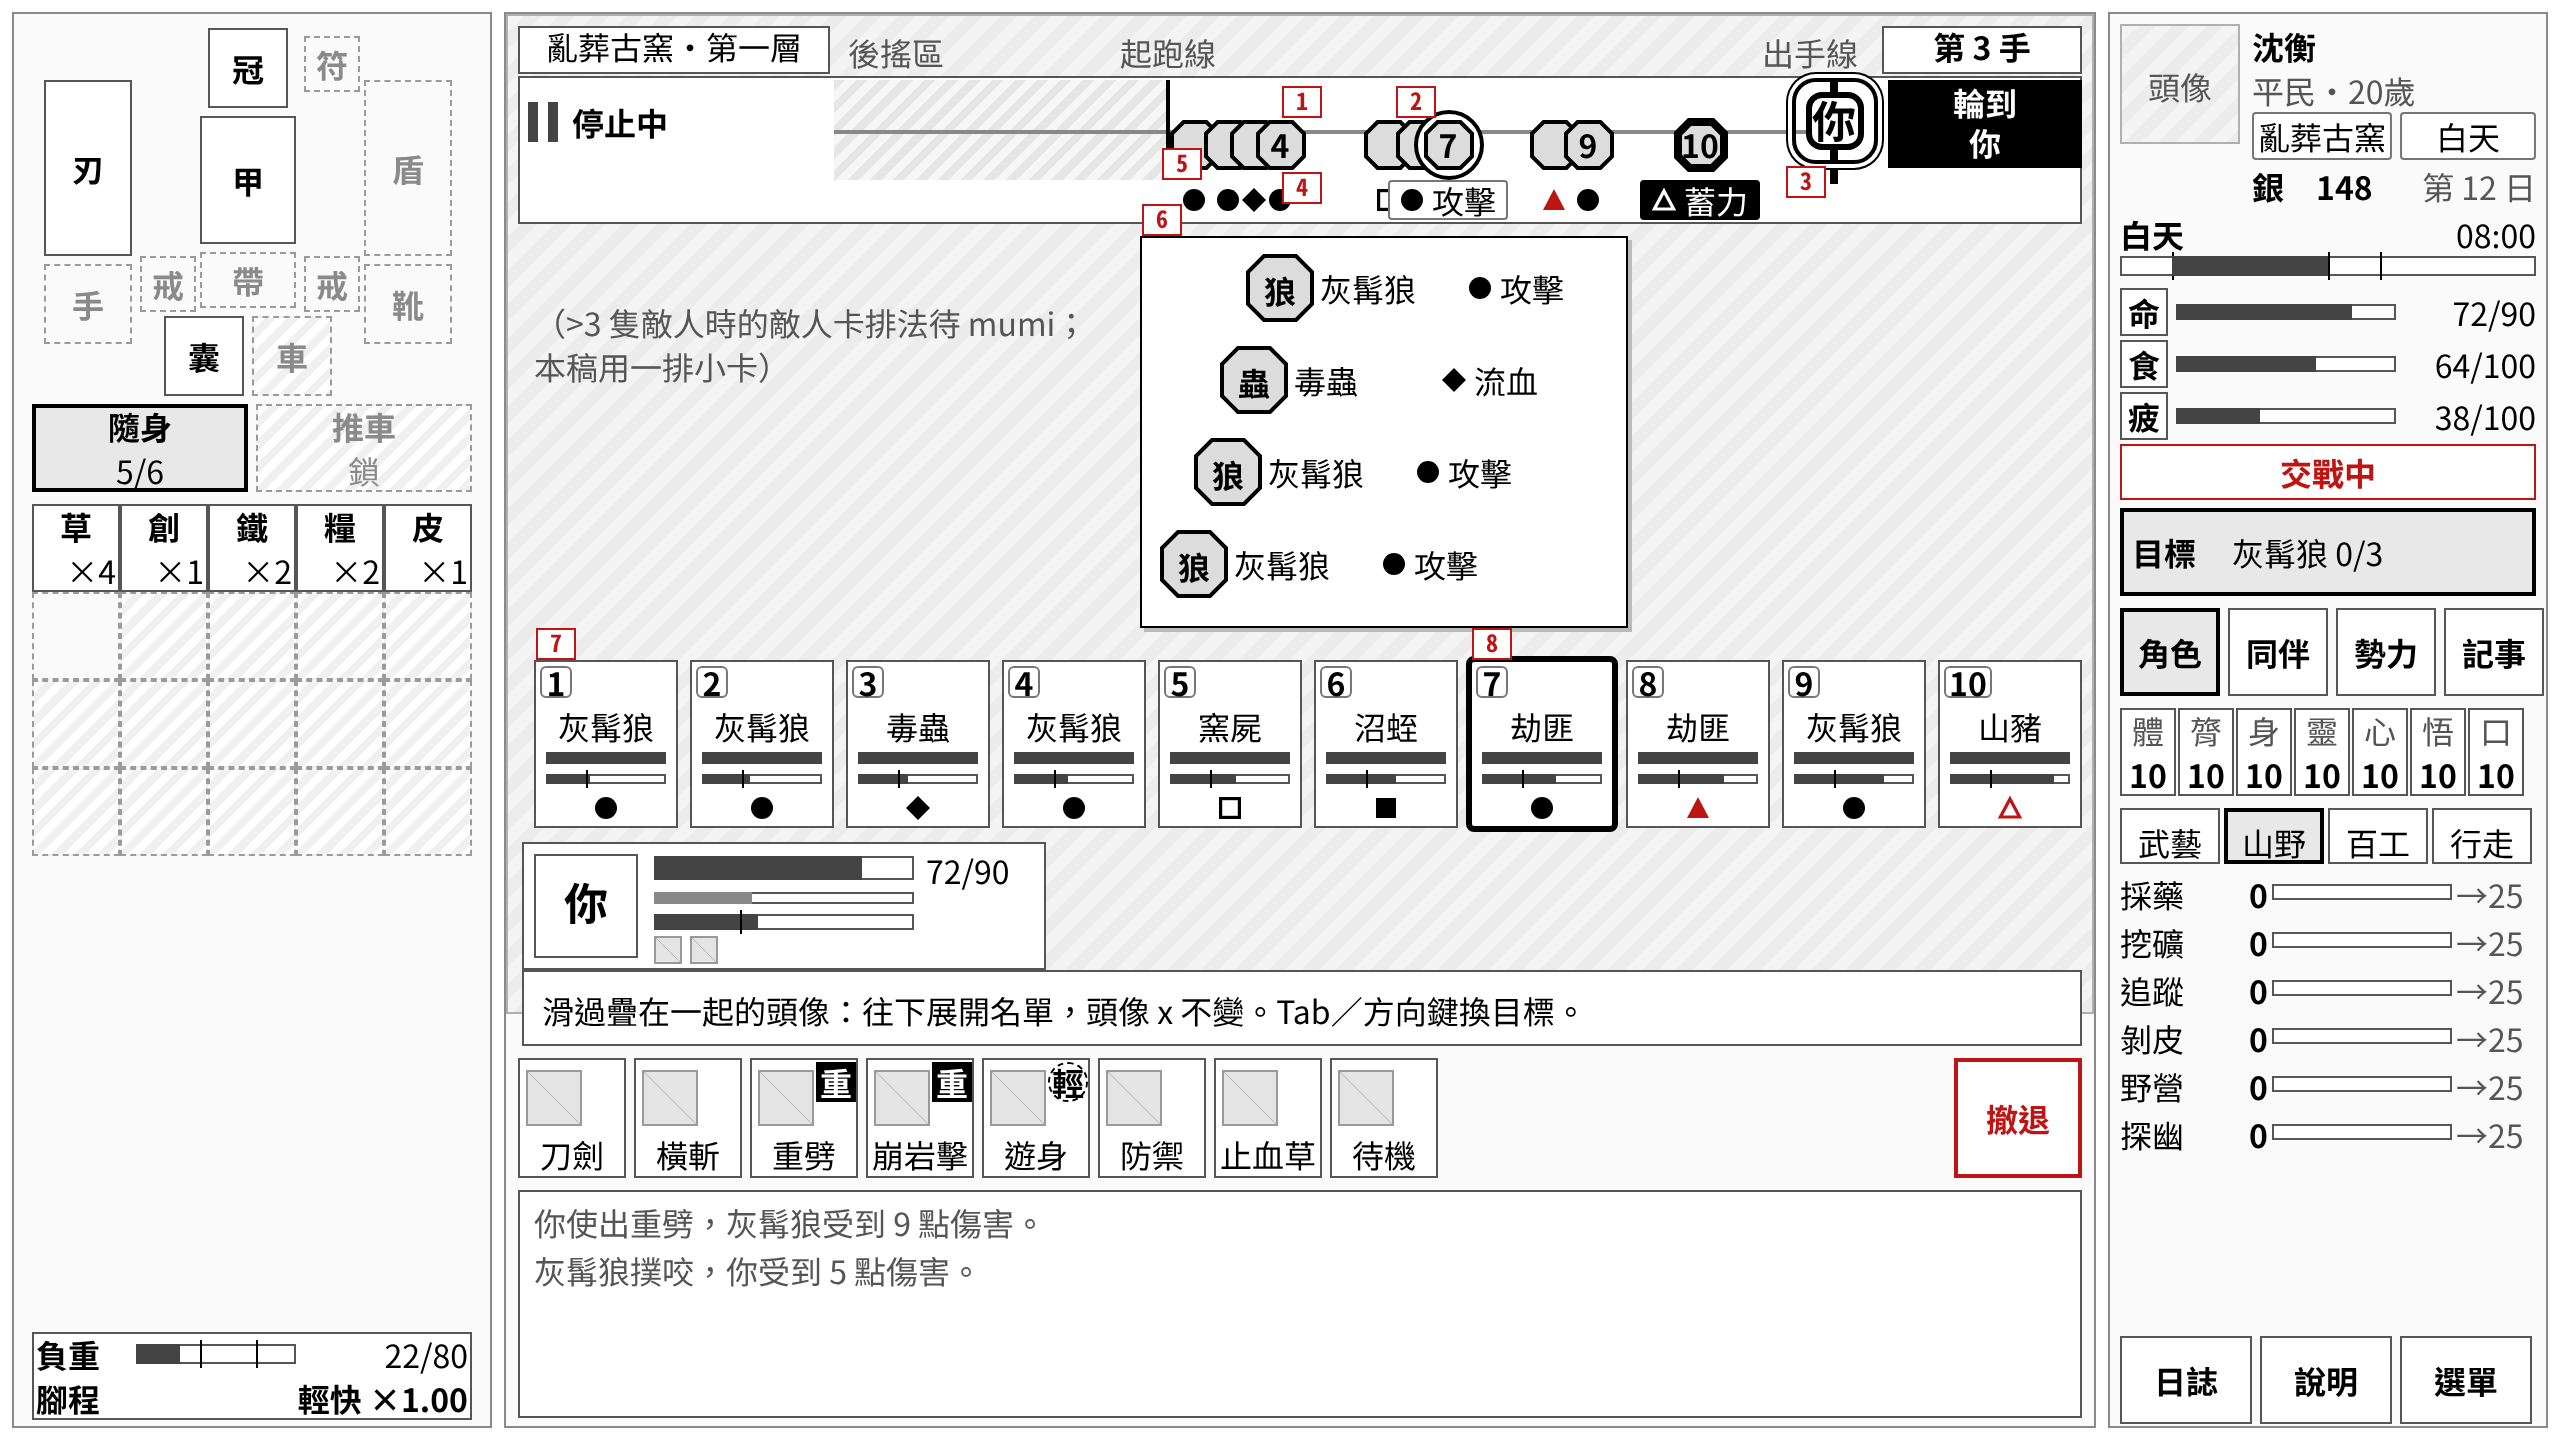 冠
符
刃
甲
盾
手
戒
帶
戒
靴
囊
車
隨身
5/6
推車
鎖
草 創 鐵 糧 皮
×4 ×1 ×2 ×2 ×1
負重 22/80
腳程 輕快 ×1.00
亂葬古窯・第一層 後搖區 起跑線 出手線 第 3 手
停止中
1 2
4 7 9 10 你
輪到
你
5 4 3
6
攻擊 蓄力
狼 灰髯狼 攻擊
蟲 毒蟲 流血
狼 灰髯狼 攻擊
狼 灰髯狼 攻擊
（>3 隻敵人時的敵人卡排法待 mumi；
本稿用一排小卡）
7 8
1 2 3 4 5 6 7 8 9 10
灰髯狼 灰髯狼 毒蟲 灰髯狼 窯屍 沼蛭 劫匪 劫匪 灰髯狼 山豬
你 72/90
滑過疊在一起的頭像：往下展開名單，頭像 x 不變。Tab／方向鍵換目標。
重 重 輕
刀劍 橫斬 重劈 崩岩擊 遊身 防禦 止血草 待機
撤退
你使出重劈，灰髯狼受到 9 點傷害。
灰髯狼撲咬，你受到 5 點傷害。
頭像
沈衡
平民・20歲
亂葬古窯 白天
銀 148 第 12 日
白天 08:00
命 72/90
食 64/100
疲 38/100
交戰中
目標 灰髯狼 0/3
角色 同伴 勢力 記事
體 膂 身 靈 心 悟 口
10 10 10 10 10 10 10
武藝 山野 百工 行走
採藥 0 →25
挖礦 0 →25
追蹤 0 →25
剝皮 0 →25
野營 0 →25
探幽 0 →25
日誌 說明 選單